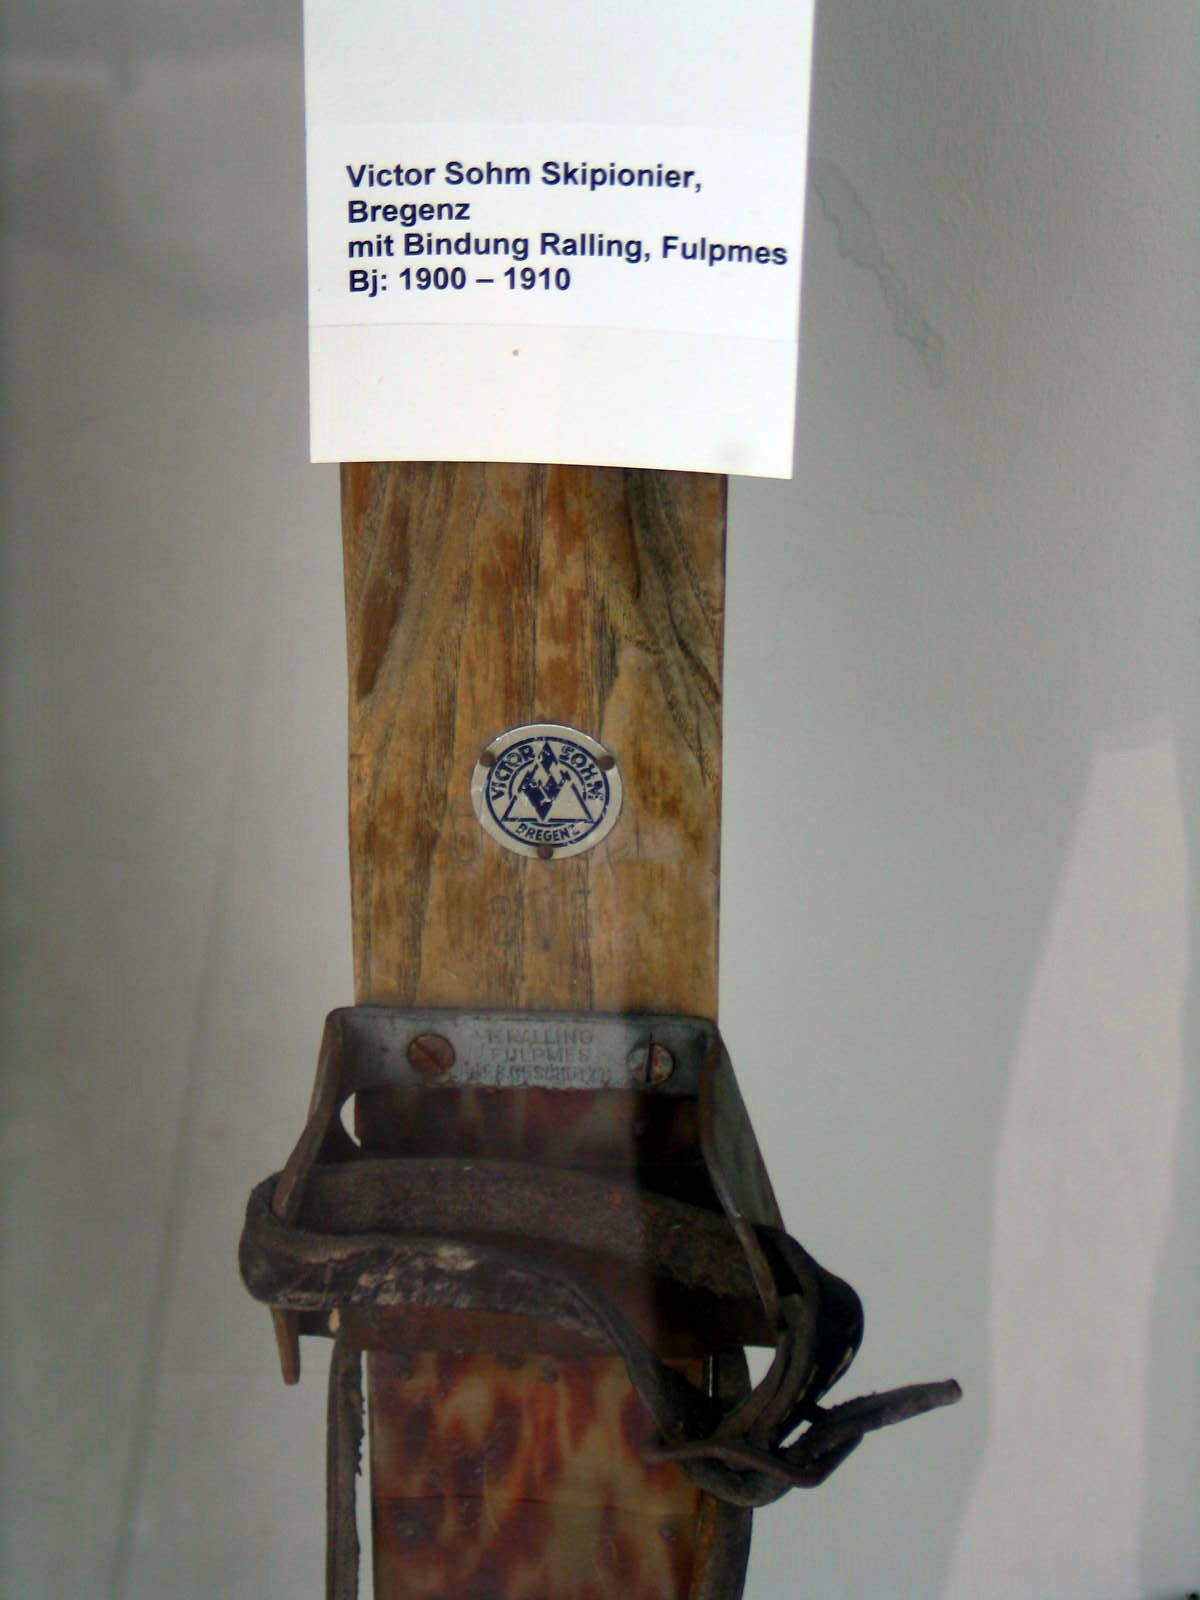 Victor Sohm Skipionier,
Bregenz
mit Bindung Ralling, Fulpmes
Bj: 1900 – 1910
VICTOR SOHM
BREGENZ
RALLING
FULPMES